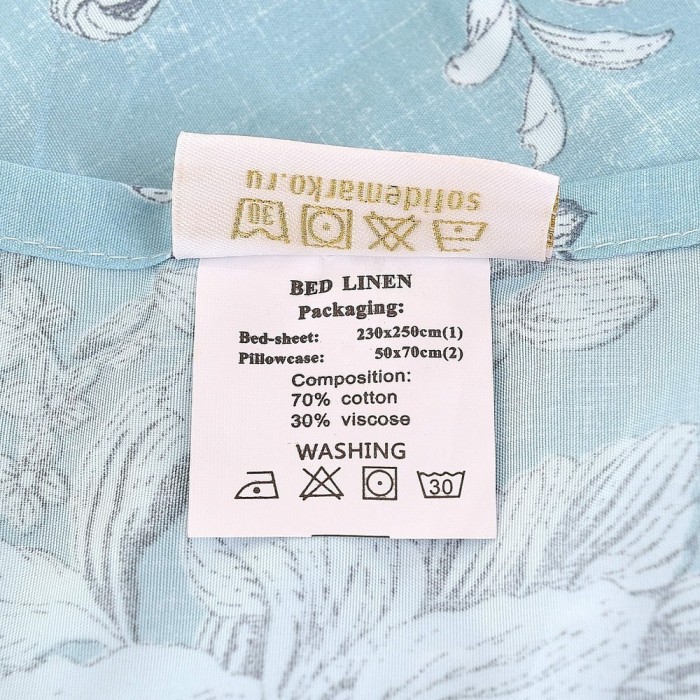 sofidemarko.ru
30
BED LINEN
Packaging:
Bed-sheet: 230x250cm(1)
Pillowcase: 50x70cm(2)
Composition:
70% cotton
30% viscose
WASHING
30